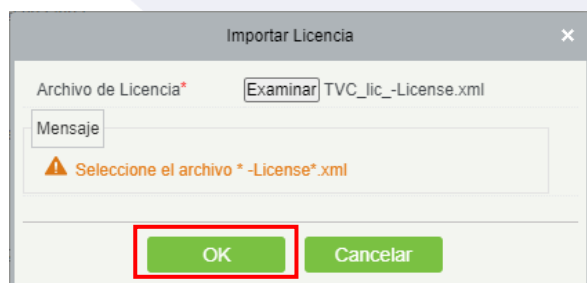 Importar Licencia ×
Archivo de Licencia* Examinar TVC_lic_-License.xml
Mensaje
Seleccione el archivo * -License*.xml
OK Cancelar